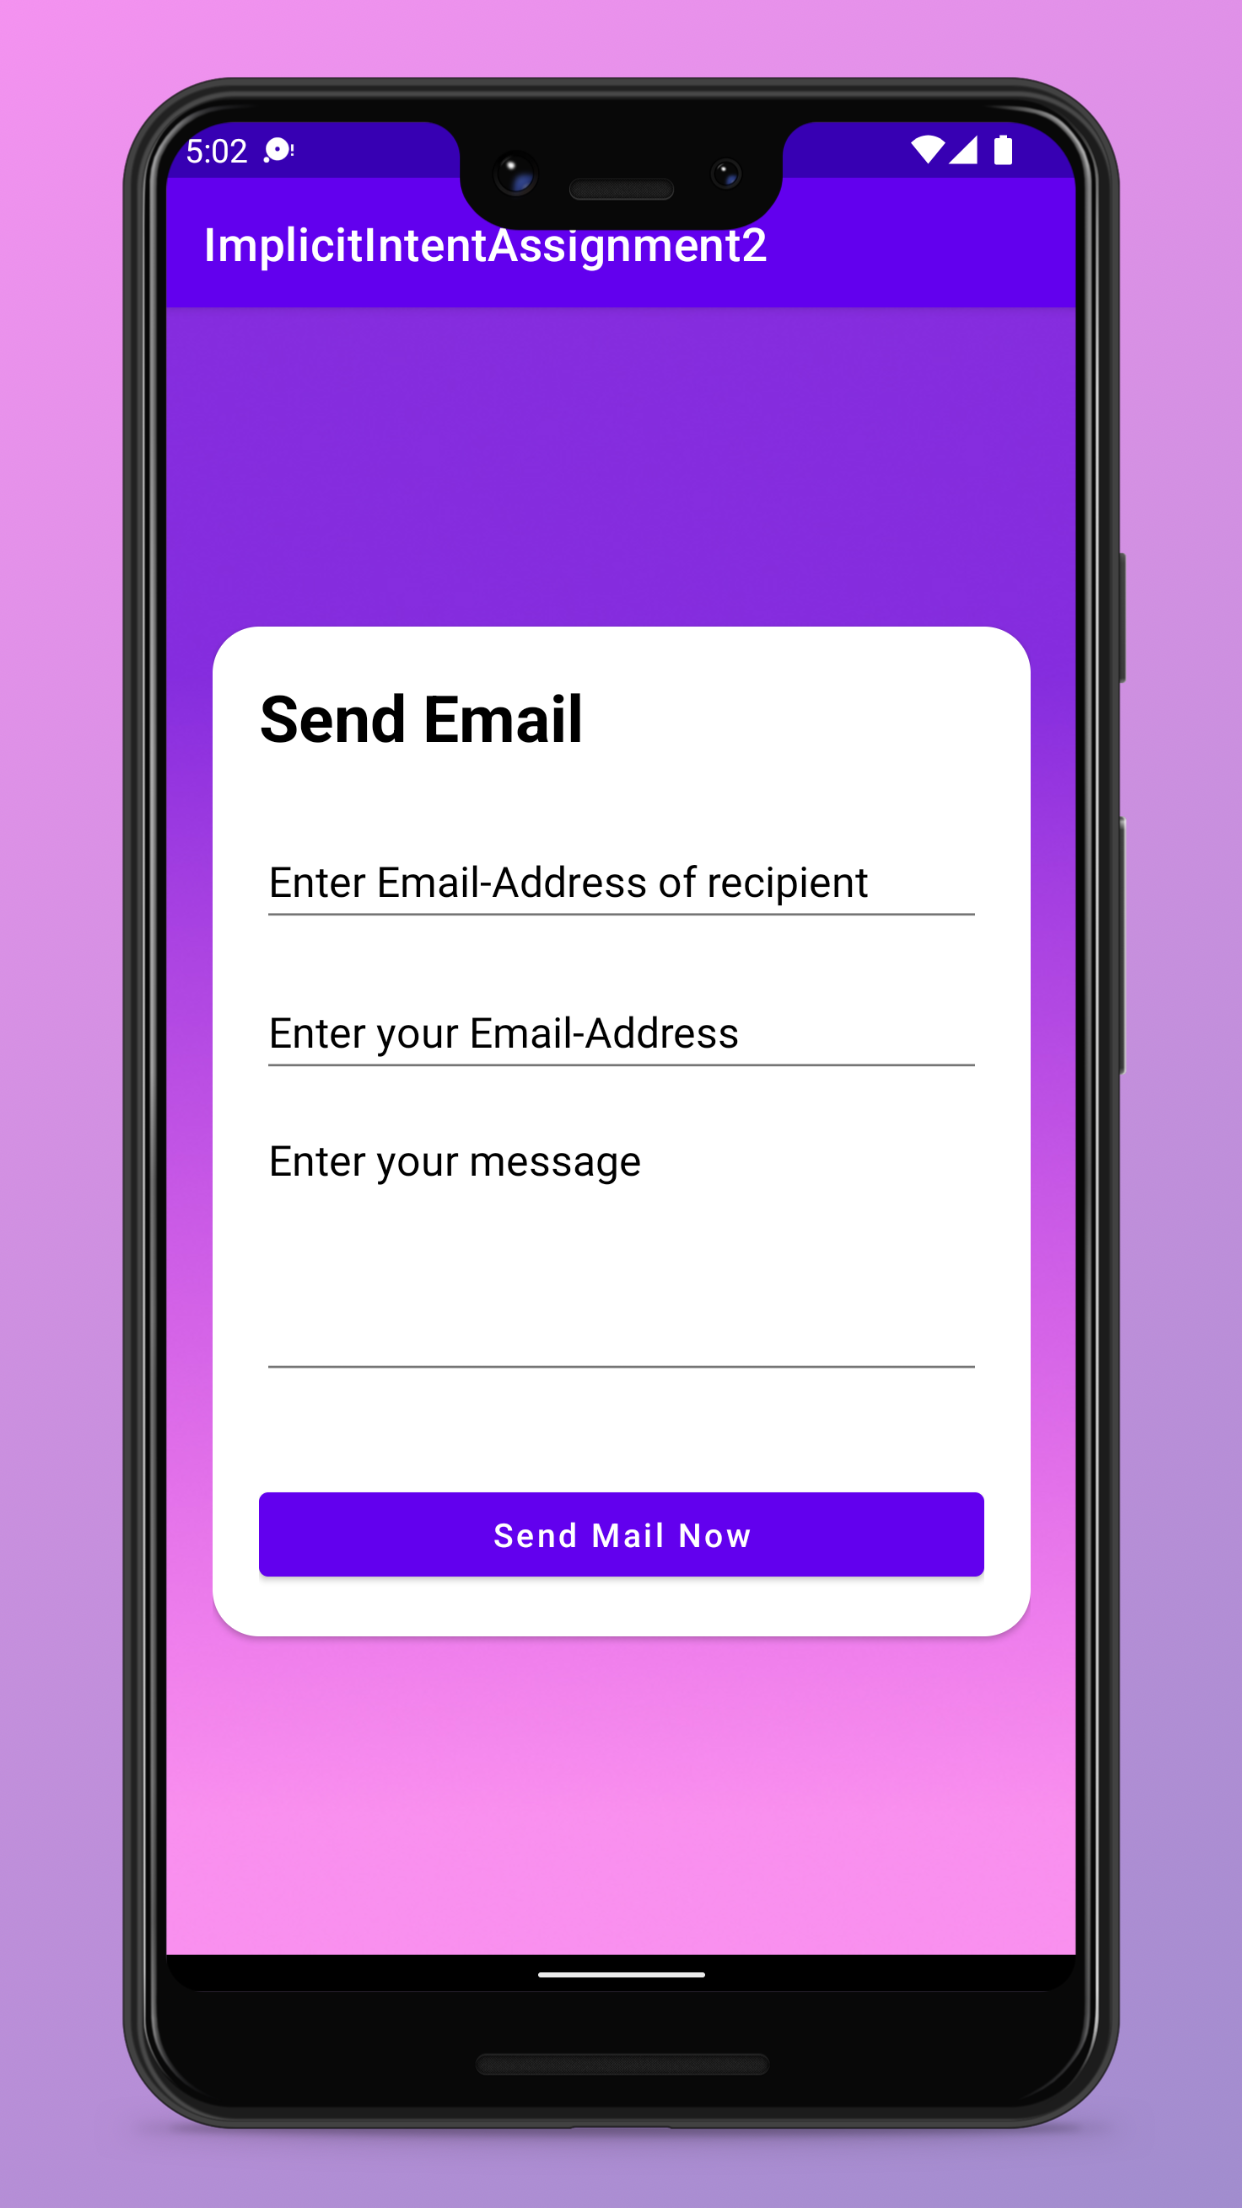 5:02
ImplicitIntentAssignment2
Send Email
Enter Email-Address of recipient
Enter your Email-Address
Enter your message
Send Mail Now